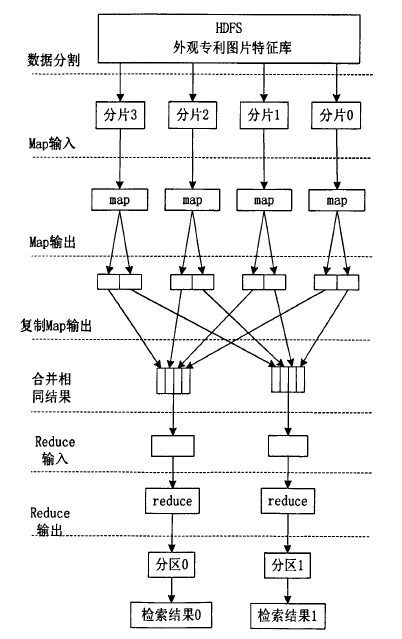 HDFS
外观专利图片特征库
数据分割
分片3
分片2
分片1
分片0
Map输入
map
map
map
map
Map输出
复制Map输出
合并相
同结果
Reduce
输入
reduce
reduce
Reduce
输出
分区0
分区1
检索结果0
检索结果1